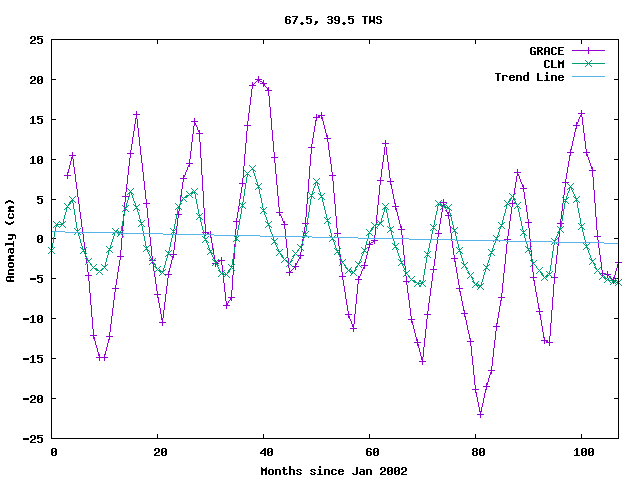 67.5, 39.5 TWS
GRACE
CLM
Trend Line
25
20
15
10
5
0
-5
-10
-15
-20
-25
Anomaly (cm)
0 20 40 60 80 100
Months since Jan 2002